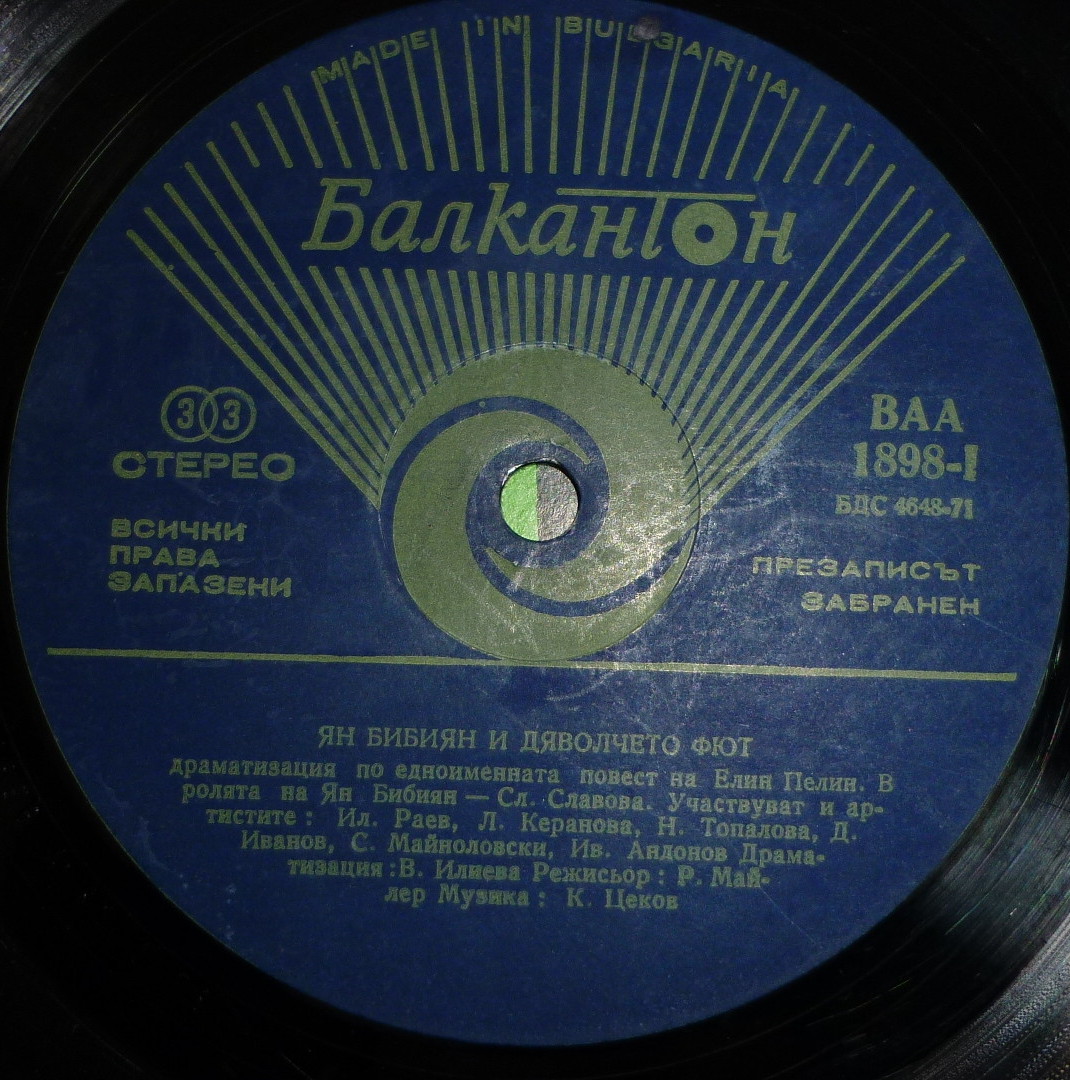 MADE IN BULGARIA
Балкантон
33
СТЕРЕО
ВСИЧКИ
ПРАВА
ЗАПАЗЕНИ
ВАА
1898-I
БДС 4648-71
ПРЕЗАПИСЪТ
ЗАБРАНЕН
ЯН БИБИЯН И ДЯВОЛЧЕТО ФЮТ
драматизация по едноименната повест на Елин Пелин. В
ролята на Ян Бибиян — Сл. Славова. Участвуват и ар-
тистите : Ил. Раев, Л. Керанова, Н. Топалова, Д.
Иванов, С. Майноловски, Ив. Андонов Драма-
тизация :В. Илиева Режисьор : Р. Май-
лер Музика : К. Цеков